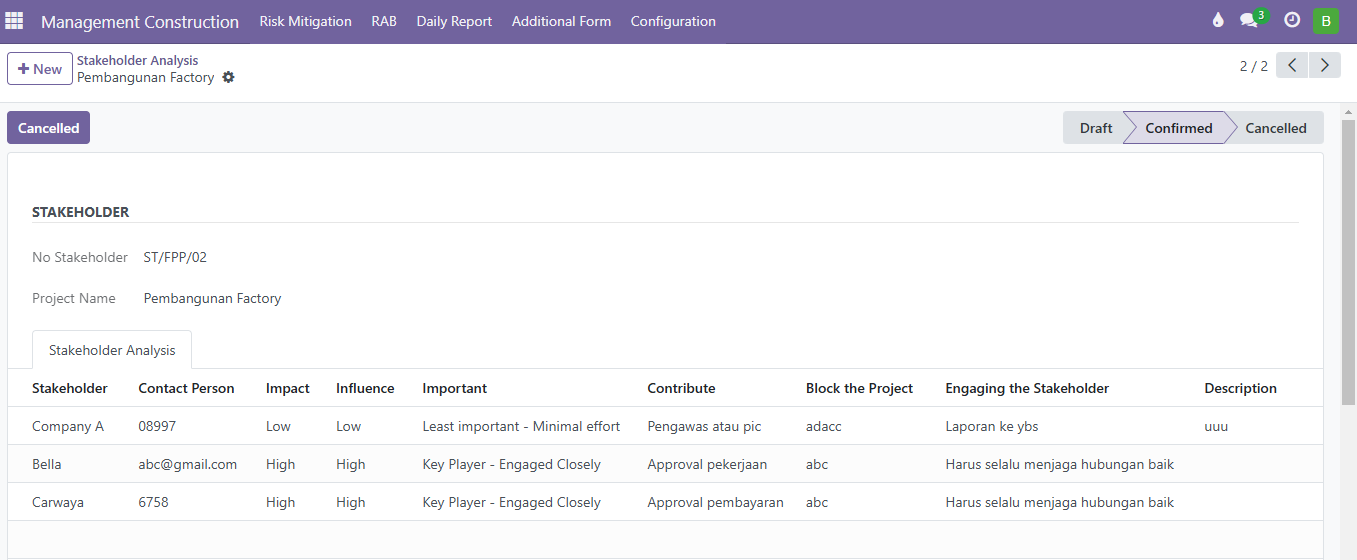 Management Construction Risk Mitigation RAB Daily Report Additional Form Configuration 3 B
+ New Stakeholder Analysis
Pembangunan Factory 2 / 2
Cancelled Draft Confirmed Cancelled
STAKEHOLDER
No Stakeholder ST/FPP/02
Project Name Pembangunan Factory
Stakeholder Analysis
Stakeholder Contact Person Impact Influence Important Contribute Block the Project Engaging the Stakeholder Description
Company A 08997 Low Low Least important - Minimal effort Pengawas atau pic adacc Laporan ke ybs uuu
Bella abc@gmail.com High High Key Player - Engaged Closely Approval pekerjaan abc Harus selalu menjaga hubungan baik
Carwaya 6758 High High Key Player - Engaged Closely Approval pembayaran abc Harus selalu menjaga hubungan baik